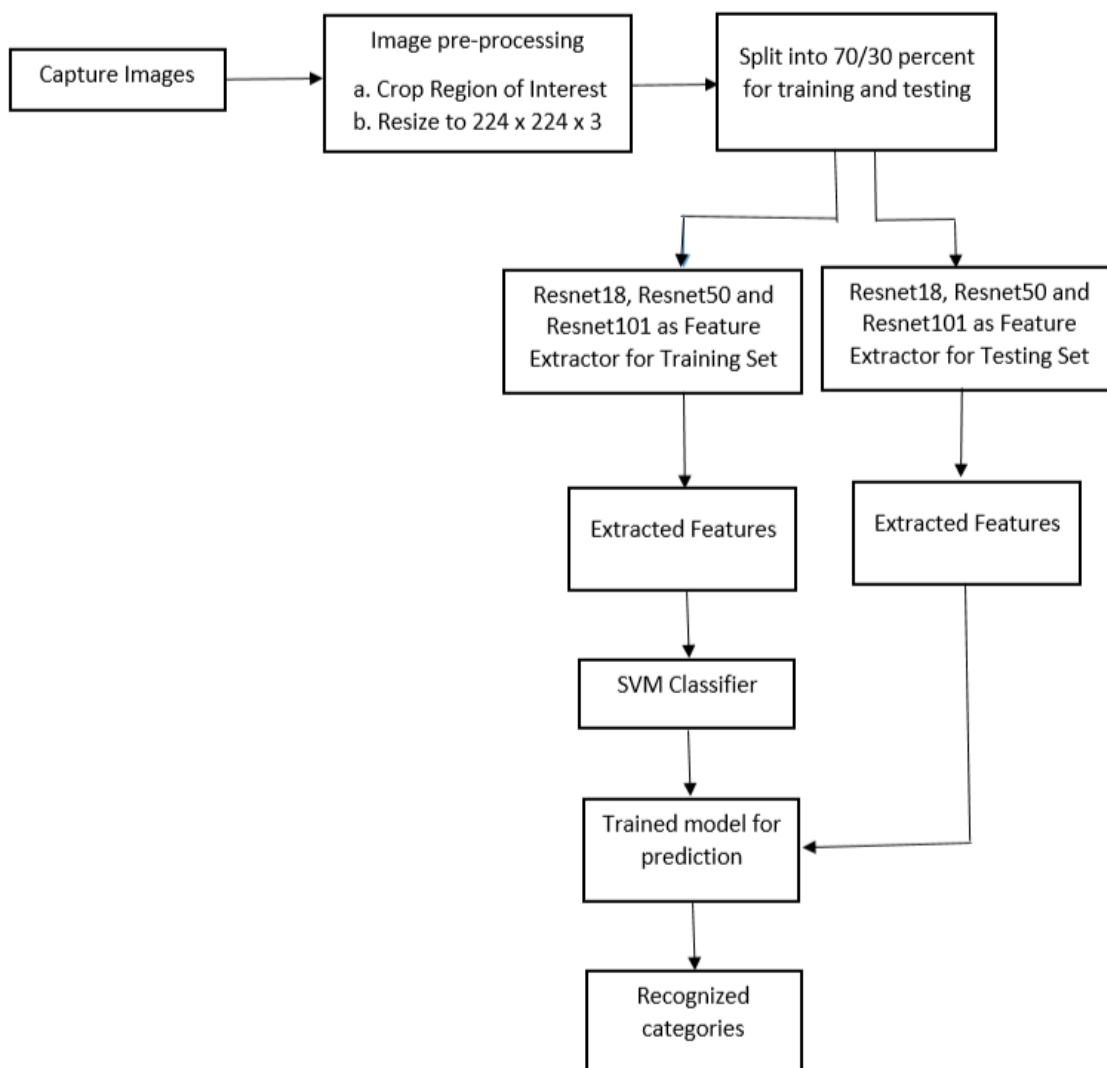 Capture Images
Image pre-processing
a. Crop Region of Interest
b. Resize to 224 x 224 x 3
Split into 70/30 percent
for training and testing
Resnet18, Resnet50 and
Resnet101 as Feature
Extractor for Training Set
Resnet18, Resnet50 and
Resnet101 as Feature
Extractor for Testing Set
Extracted Features
Extracted Features
SVM Classifier
Trained model for
prediction
Recognized
categories